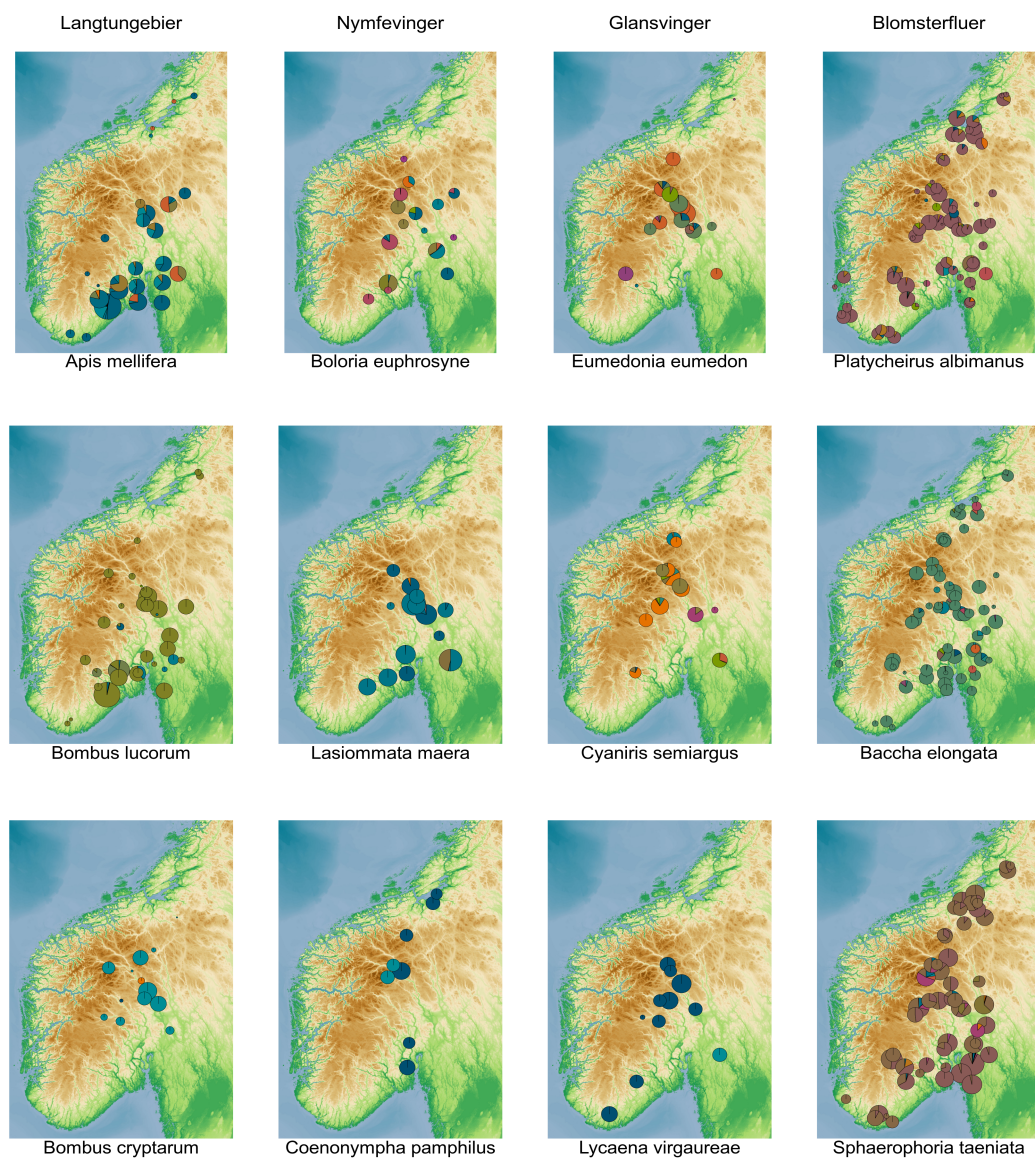 Langtungebier Nymfevinger Glansvinger Blomsterfluer
Apis mellifera Boloria euphrosyne Eumedonia eumedon Platycheirus albimanus
Bombus lucorum Lasiommata maera Cyaniris semiargus Baccha elongata
Bombus cryptarum Coenonympha pamphilus Lycaena virgaureae Sphaerophoria taeniata